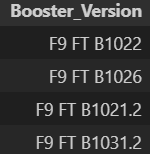 Booster_Version
F9 FT B1022
F9 FT B1026
F9 FT B1021.2
F9 FT B1031.2